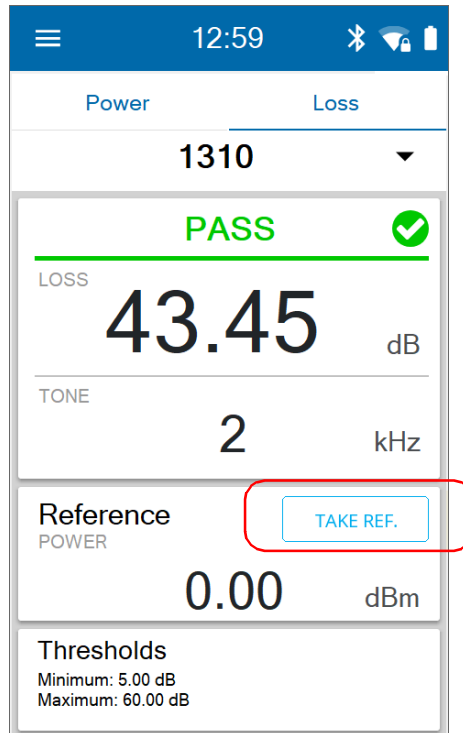 12:59
Power Loss
1310
PASS
LOSS
43.45 dB
TONE
2 kHz
Reference TAKE REF.
POWER
0.00 dBm
Thresholds
Minimum: 5.00 dB
Maximum: 60.00 dB